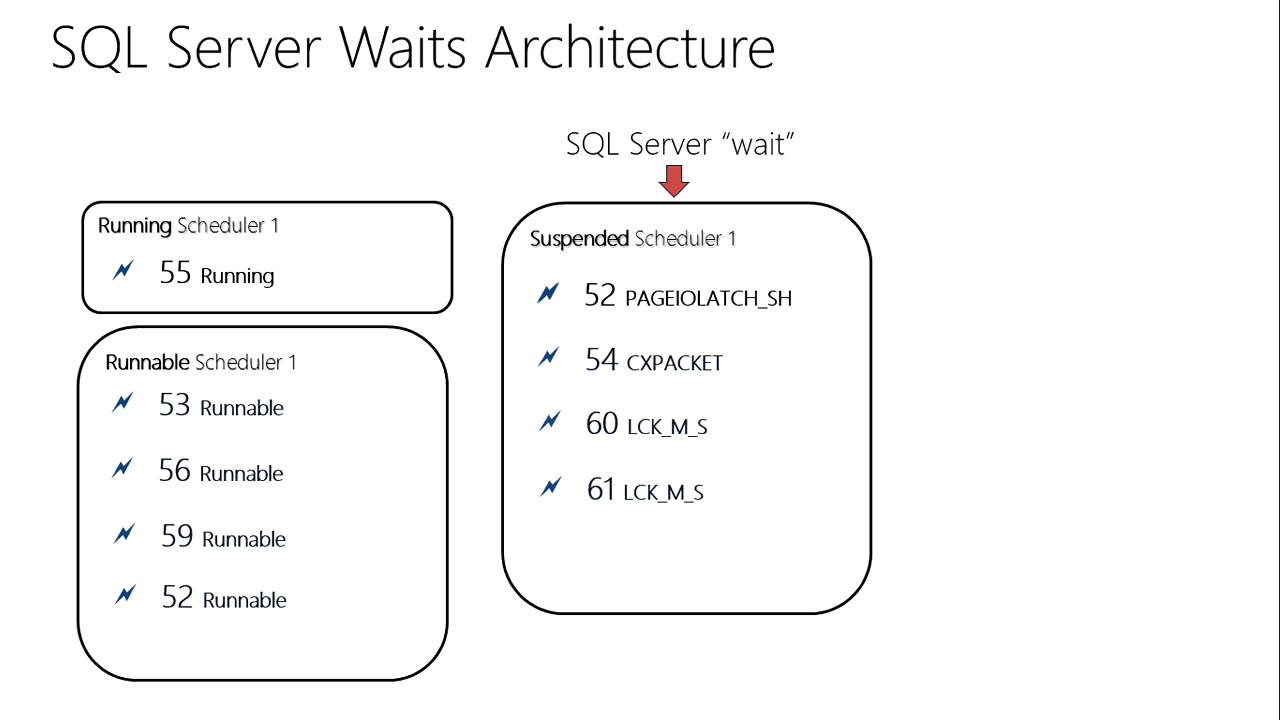 SQL Server Waits Architecture
SQL Server “wait”
Running Scheduler 1
55 Running
Runnable Scheduler 1
53 Runnable
56 Runnable
59 Runnable
52 Runnable
Suspended Scheduler 1
52 PAGEIOLATCH_SH
54 CXPACKET
60 LCK_M_S
61 LCK_M_S